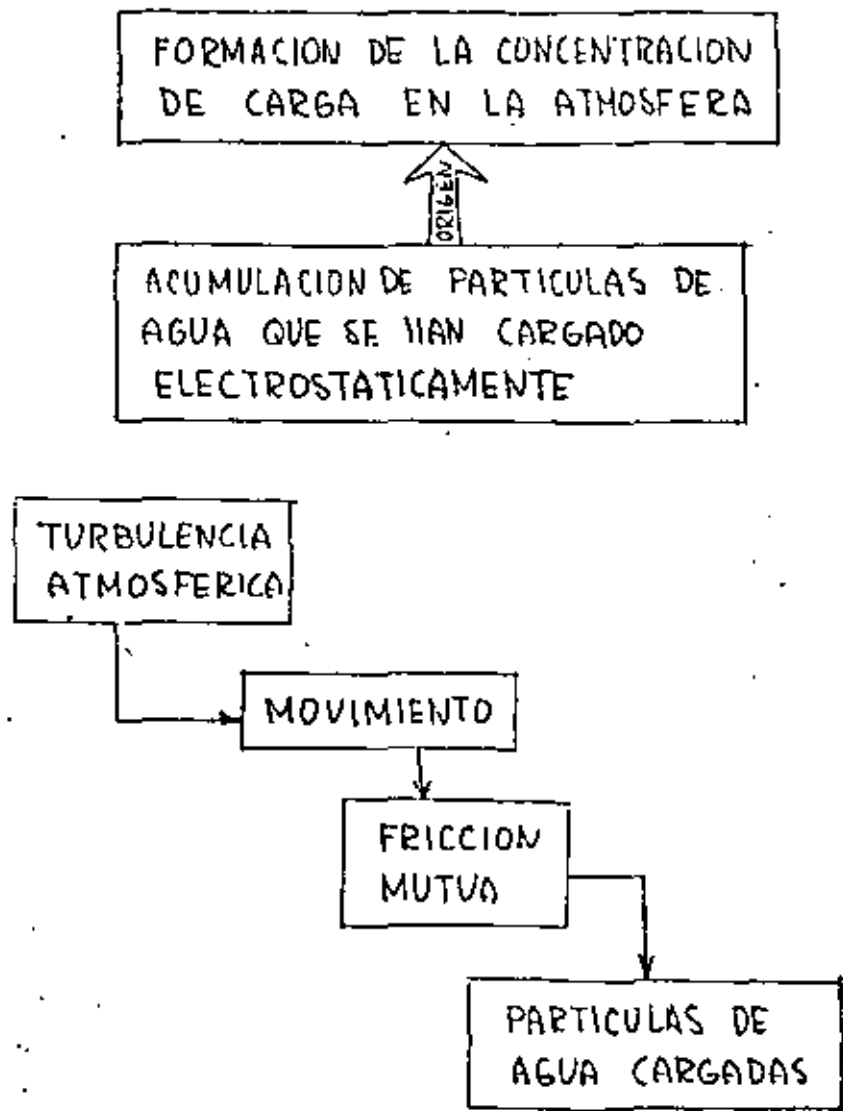 FORMACION DE LA CONCENTRACION
DE CARGA EN LA ATMOSFERA
ORIGEN
ACUMULACION DE PARTICULAS DE
AGUA QUE SE HAN CARGADO
ELECTROSTATICAMENTE
TURBULENCIA
ATMOSFERICA
MOVIMIENTO
FRICCION
MUTUA
PARTICULAS DE
AGUA CARGADAS